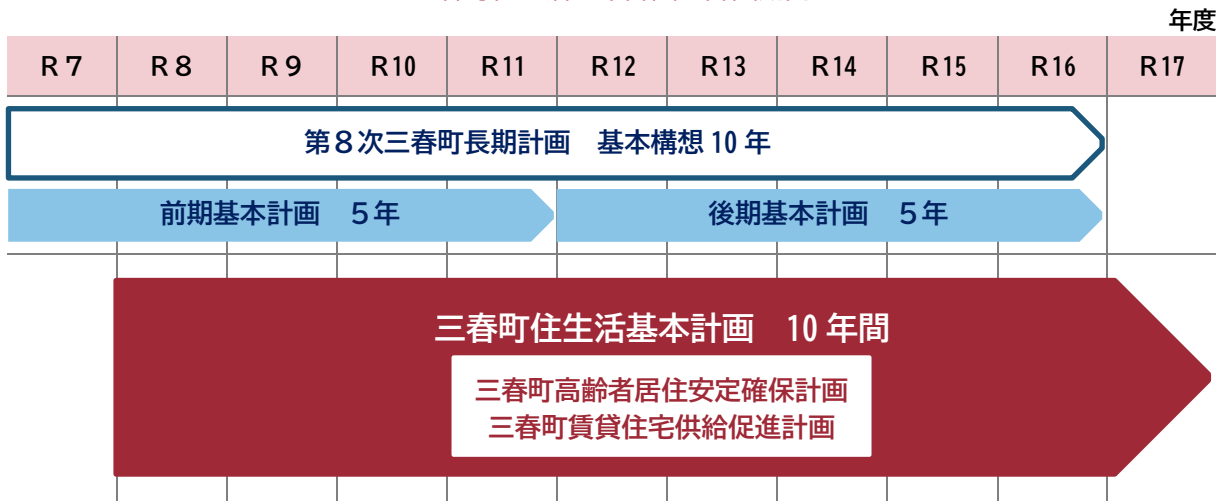 年度
R7 R8 R9 R10 R11 R12 R13 R14 R15 R16 R17
第8次三春町長期計画　基本構想 10 年
前期基本計画　5年 後期基本計画　5年
三春町住生活基本計画　10 年間
三春町高齢者居住安定確保計画
三春町賃貸住宅供給促進計画